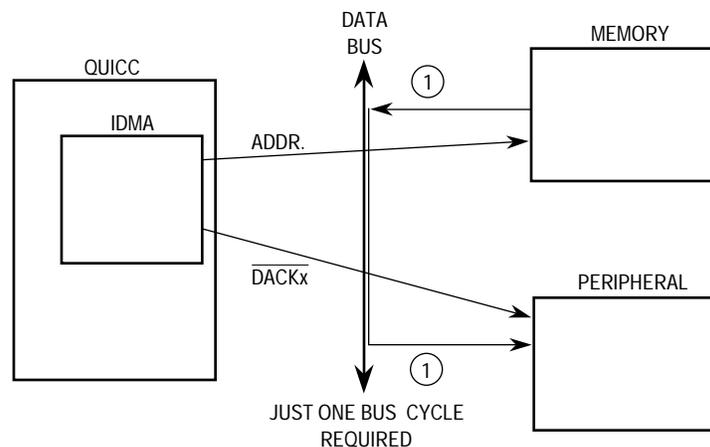 DATA
BUS
MEMORY
QUICC
1
IDMA
ADDR.
DACKx
PERIPHERAL
1
JUST ONE BUS CYCLE
REQUIRED